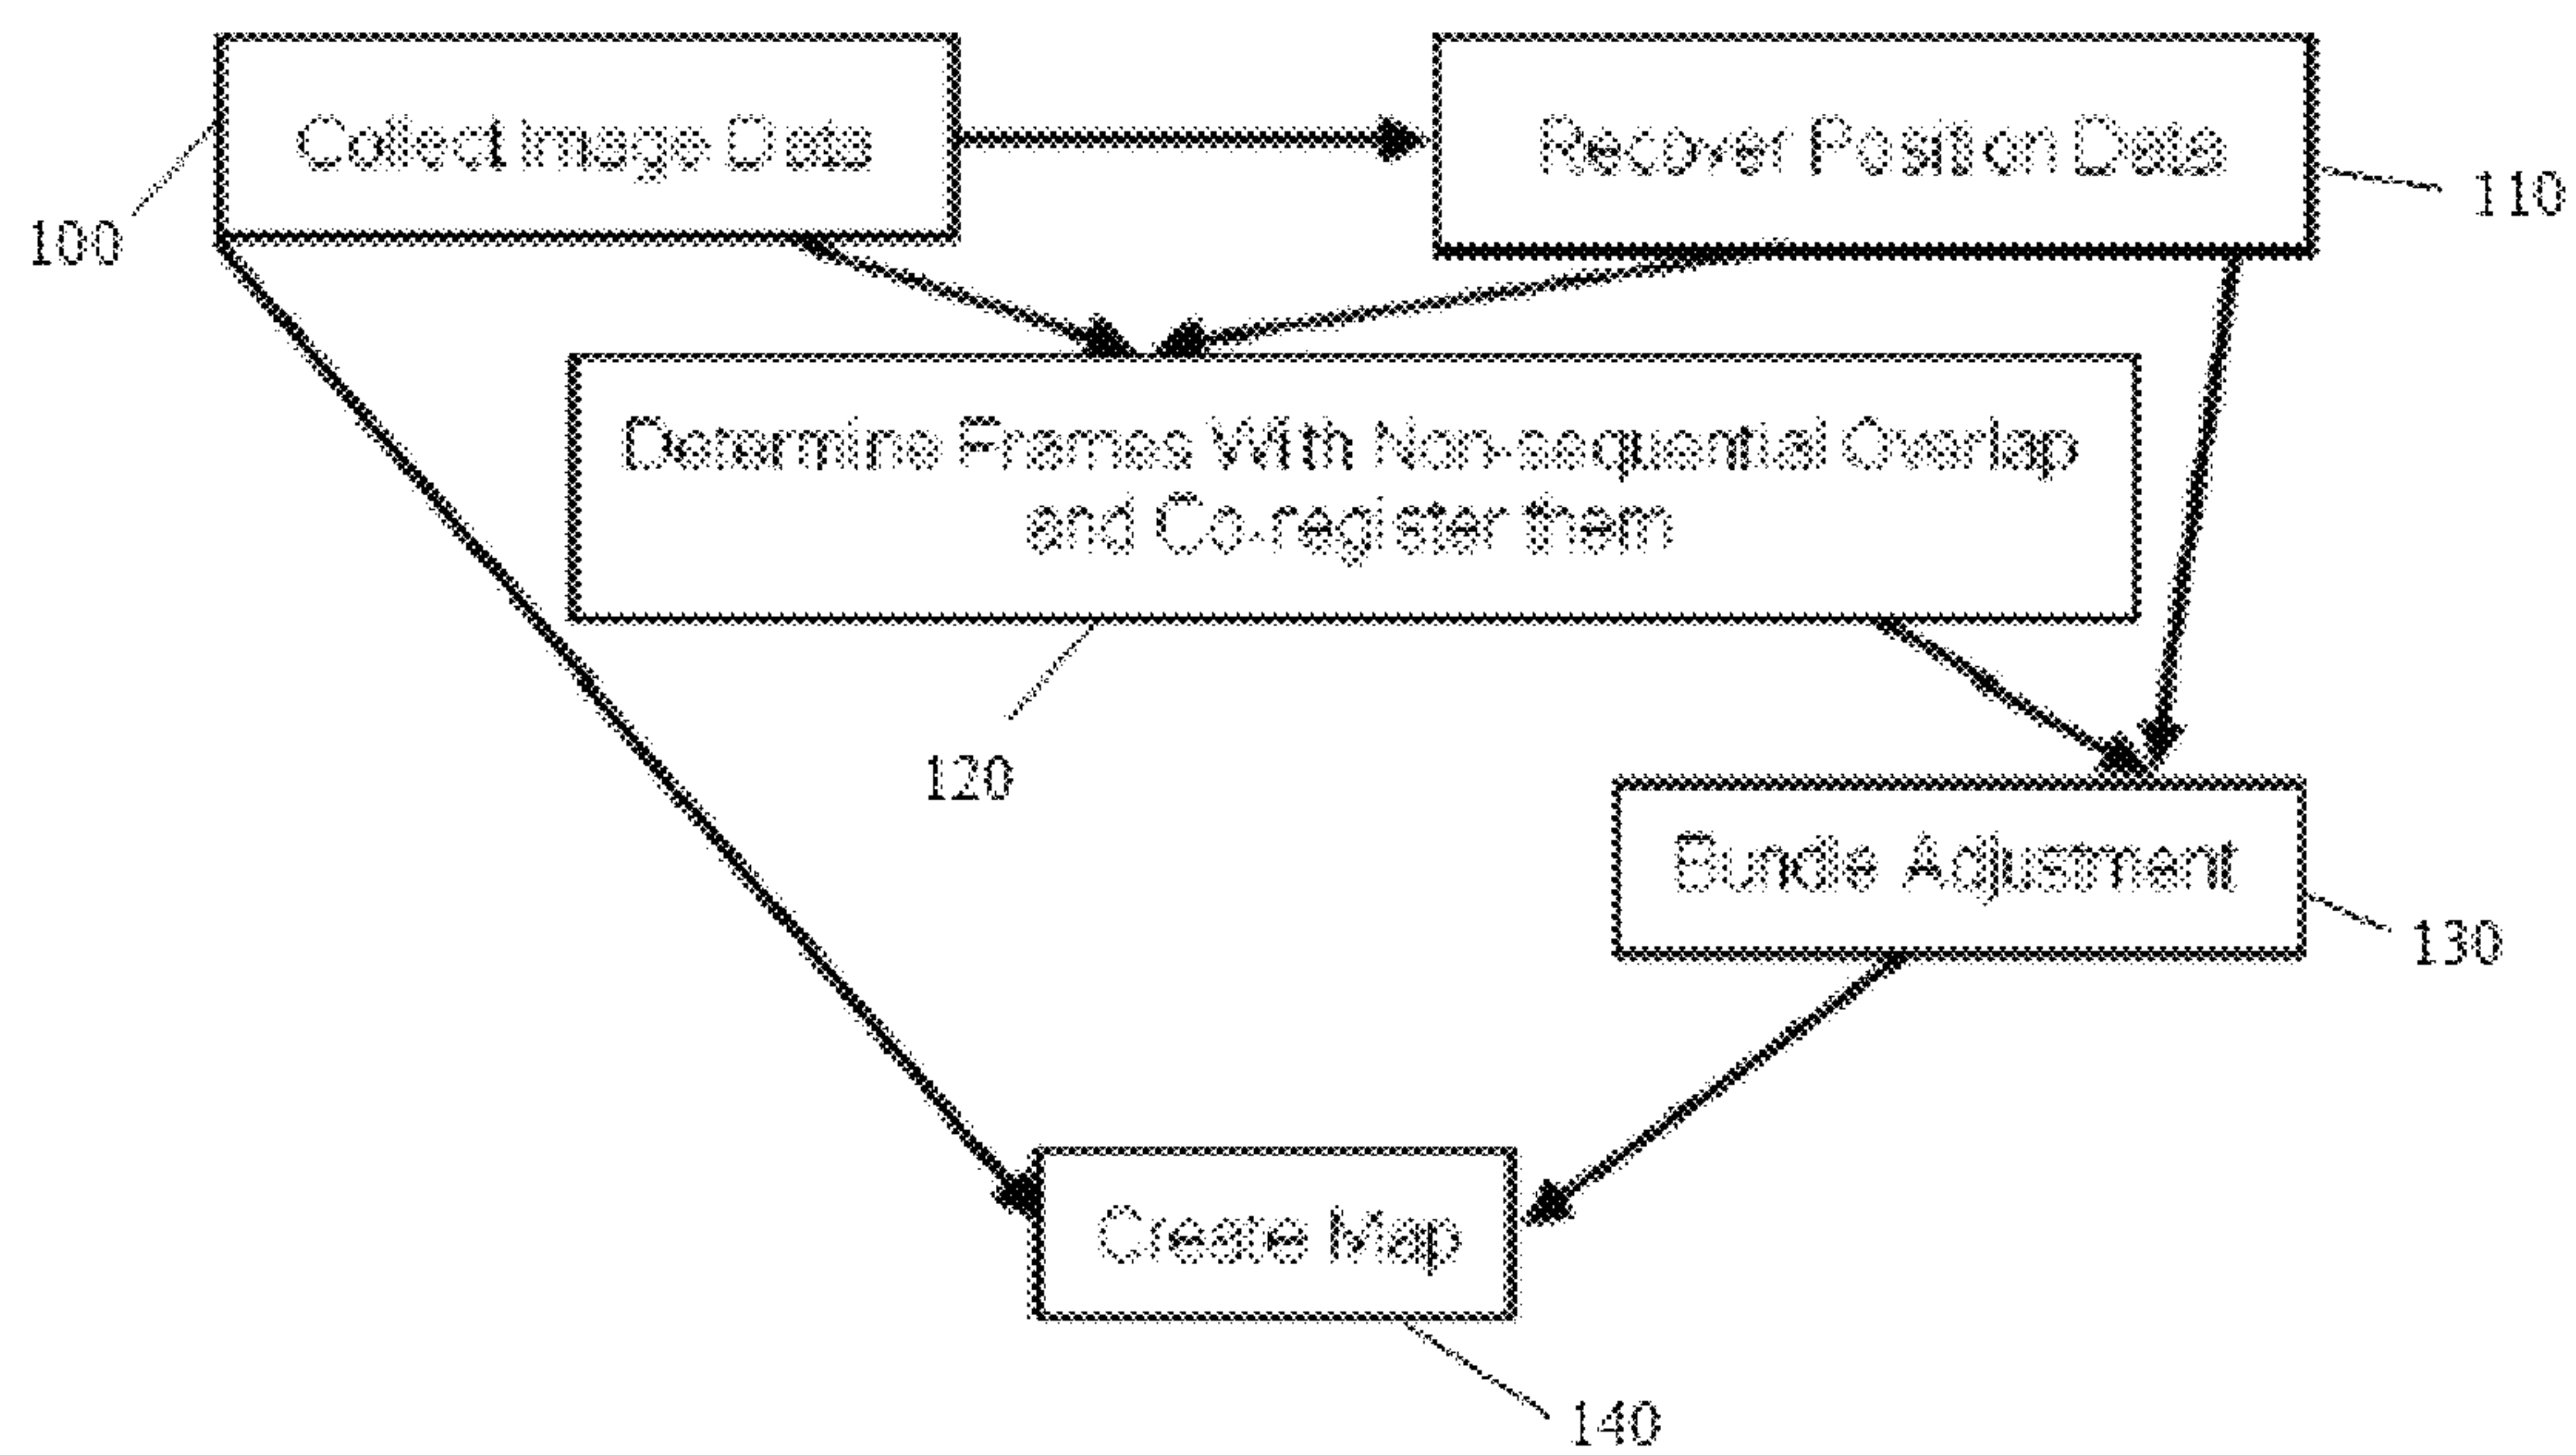 Collect Image Data
Recover Position Data
100
110
Determine Frames With Non-sequential Overlap
and Co-register them
120
Bundle Adjustment
130
Create Map
140